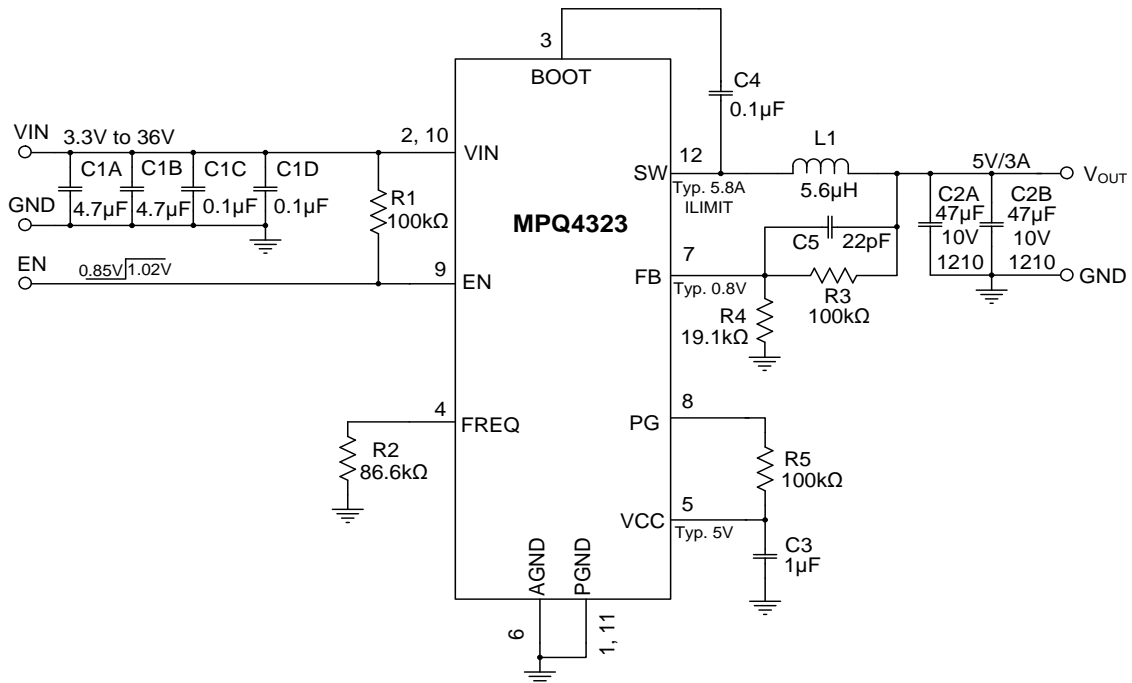 3
BOOT
C4
0.1µF
VIN
3.3V to 36V
2, 10
VIN
C1A
C1B
C1C
C1D
4.7µF
4.7µF
0.1µF
0.1µF
GND
R1
100kΩ
EN
0.85V
1.02V
9
EN
MPQ4323
12
SW
Typ. 5.8A
ILIMIT
L1
5.6µH
5V/3A
VOUT
C2A
47µF
10V
1210
C2B
47µF
10V
1210
GND
C5
22pF
7
FB
Typ. 0.8V
R3
100kΩ
R4
19.1kΩ
4
FREQ
R2
86.6kΩ
8
PG
R5
100kΩ
5
VCC
Typ. 5V
C3
1µF
AGND
PGND
6
1, 11